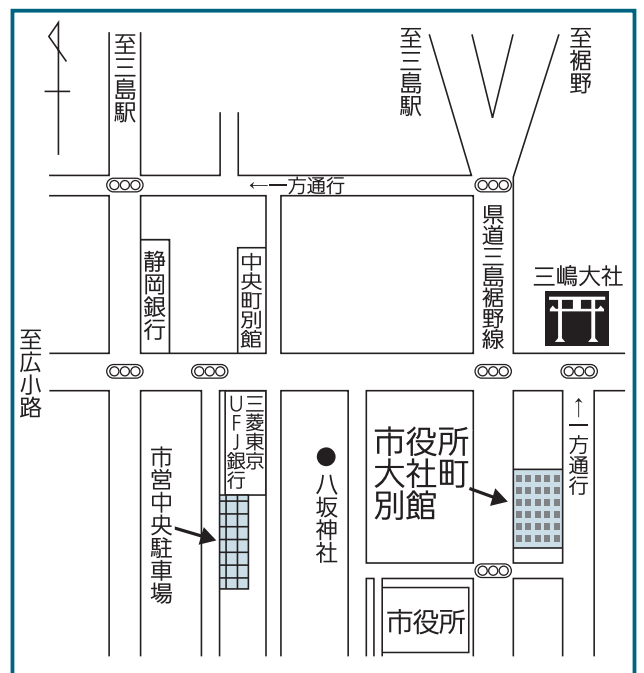 至三島駅
至三島駅
至裾野
←一方通行
県道三島裾野線
三嶋大社
静岡銀行
中央町別館
至広小路
三菱東京
UFJ銀行
市営中央駐車場
八坂神社
市役所
大社町
別館
←一方通行
市役所